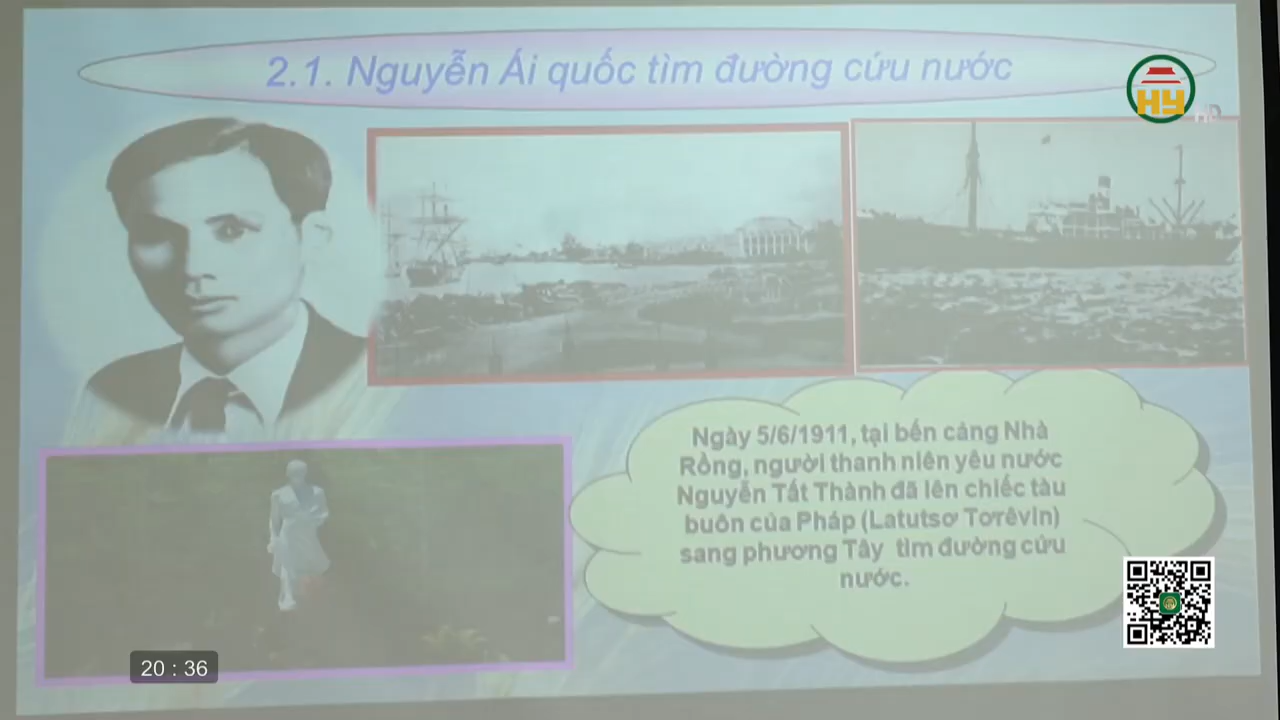 2.1. Nguyễn Ái quốc tìm đường cứu nước
HY
HD
Ngày 5/6/1911, tại bến cảng Nhà
Rồng, người thanh niên yêu nước
Nguyễn Tất Thành đã lên chiếc tàu
buôn của Pháp (Latutsơ Tơrêvin)
sang phương Tây tìm đường cứu
nước.
20 : 36